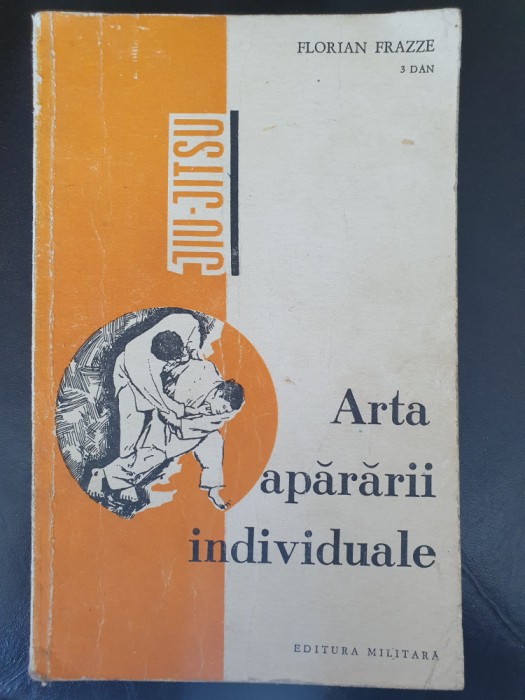 FLORIAN FRAZZE
3 DAN
JIU-JITSU
Arta
apărării
individuale
EDITURA MILITARĂ